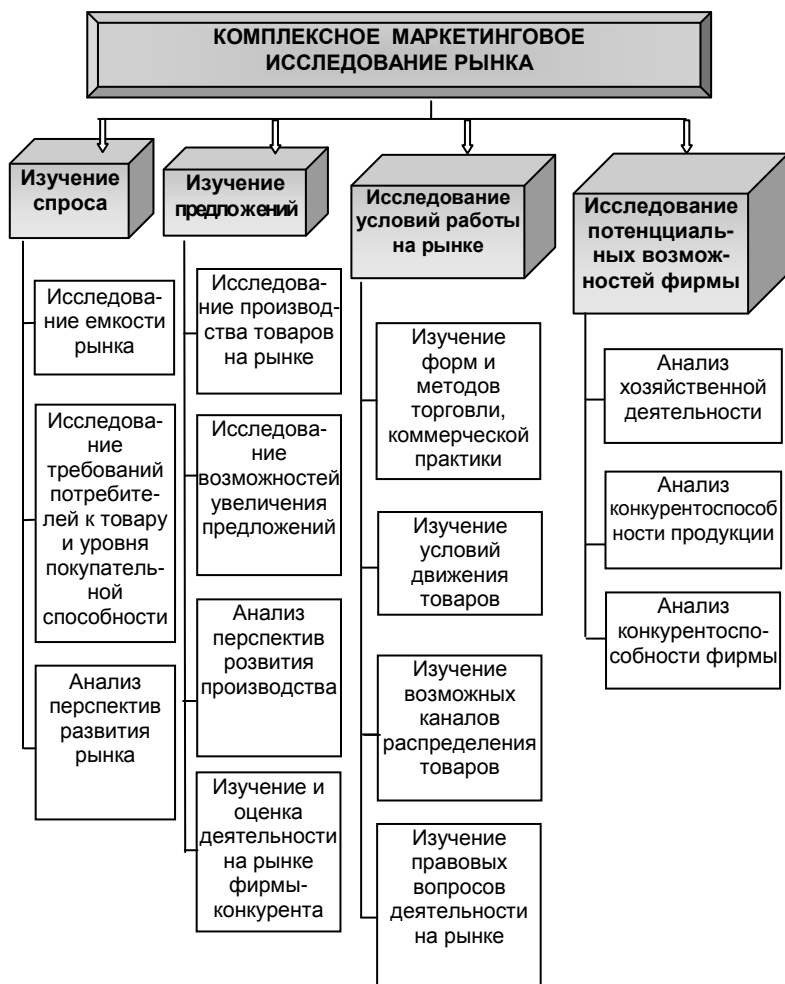 КОМПЛЕКСНОЕ МАРКЕТИНГОВОЕ
ИССЛЕДОВАНИЕ РЫНКА
Изучение
спроса
Исследова-
ние емкости
рынка
Исследова-
ние
требований
потребите-
лей к товару
и уровня
покупатель-
ной
способности
Анализ
перспектив
развития
рынка
Изучение
предложений
Исследова-
ние производ-
ства товаров
на рынке
Исследова-
ние
возможностей
увеличения
предложений
Анализ
перспектив
розвития
производства
Изучение и
оценка
деятельности
на рынке
фирмы-
конкурента
Исследование
условий работы
на рынке
Изучение
форм и
методов
торговли,
коммерческой
практики
Изучение
условий
движения
товаров
Изучение
возможных
каналов
распределения
товаров
Изучение
правовых
вопросов
деятельности
на рынке
Исследование
потенцциаль-
ных возмож-
ностей фирмы
Анализ
хозяйственной
деятельности
Анализ
конкурентоспособ
ности продукции
Анализ
конкурентоспо-
собности фирмы